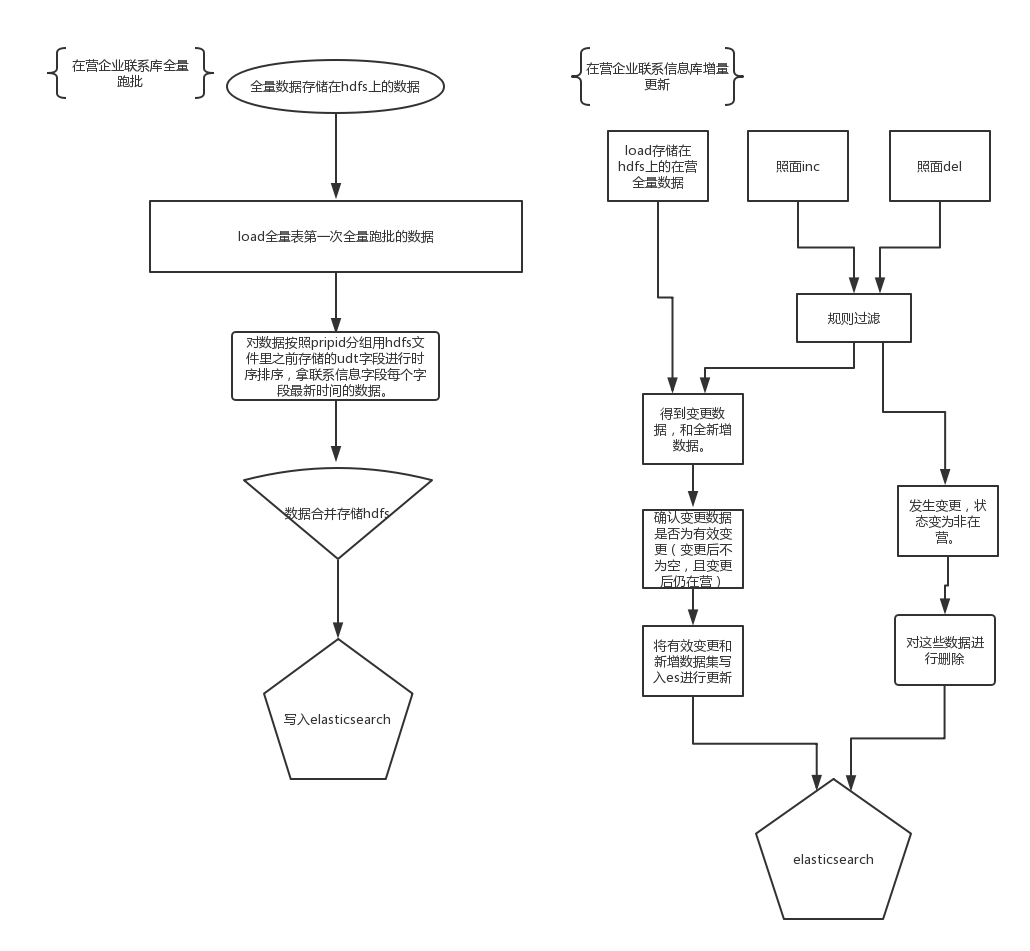 在营企业联系库全量
跑批
全量数据存储在hdfs上的数据
load全量表第一次全量跑批的数据
对数据按照pripid分组用hdfs文
件里之前存储的udt字段进行时
序排序，拿联系信息字段每个字
段最新时间的数据。
数据合并存储hdfs
写入elasticsearch
在营企业联系信息库增量
更新
load存储在
hdfs上的在营
全量数据
照面inc
照面del
规则过滤
得到变更数
据，和全新增
数据。
确认变更数据
是否为有效变
更（变更后不
为空，且变更
后仍在营）
将有效变更和
新增数据集写
入es进行更新
发生变更，状
态变为非在
营。
对这些数据进
行删除
elasticsearch